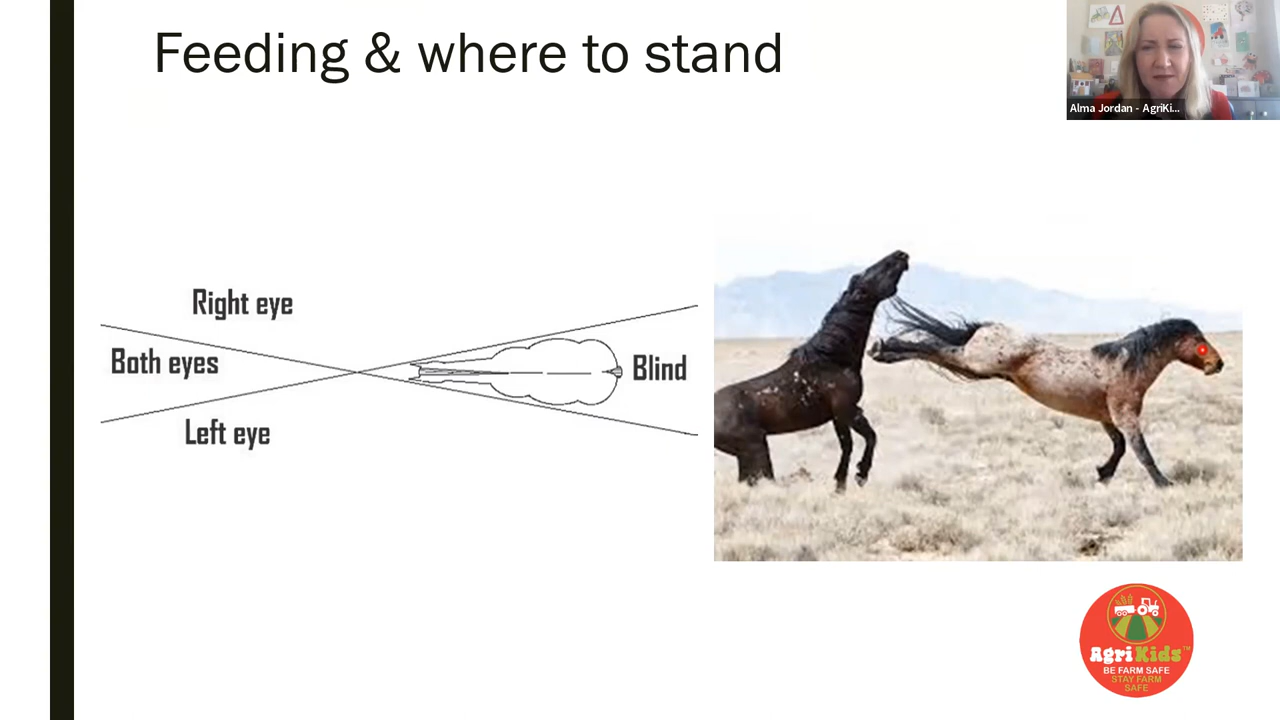 Feeding & where to stand
Alma Jordan - AgriKi...
Right eye
Both eyes
Blind
Left eye
AgriKids™
BE FARM SAFE
STAY FARM
SAFE